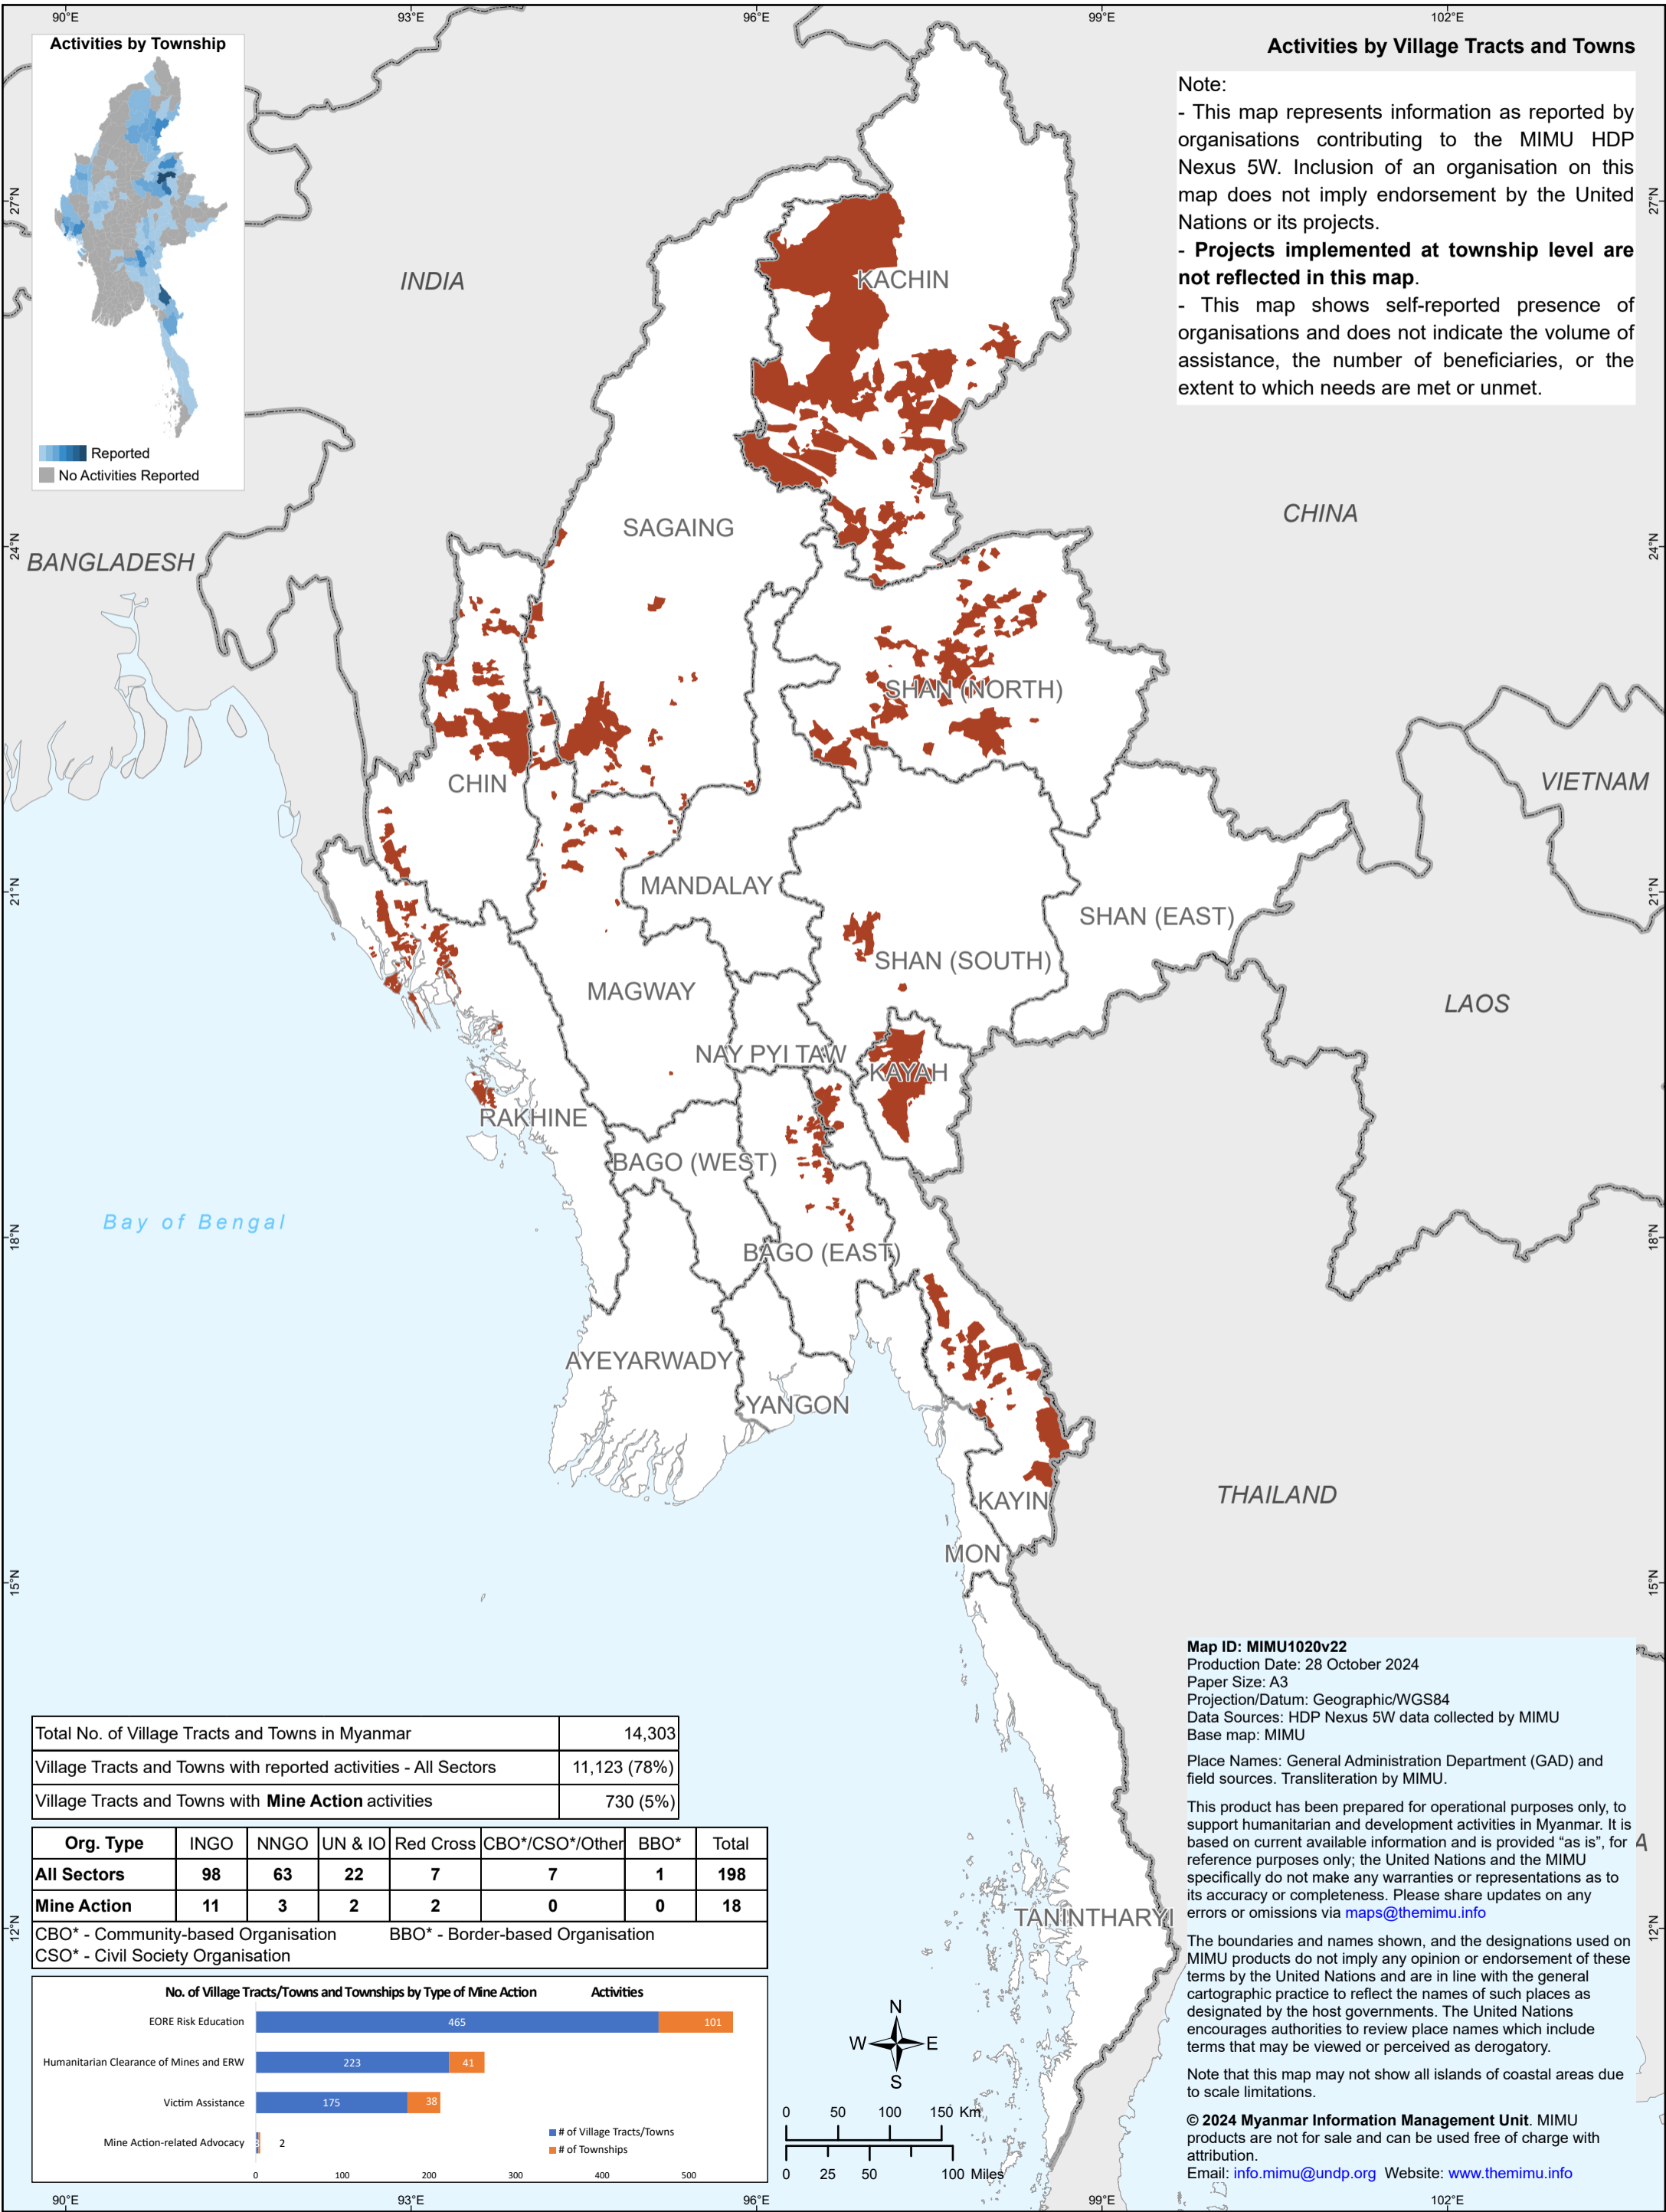 90°E 93°E 96°E 99°E 102°E
Activities by Township
Reported
No Activities Reported
Activities by Village Tracts and Towns
Note:
- This map represents information as reported by
organisations contributing to the MIMU HDP
Nexus 5W. Inclusion of an organisation on this
map does not imply endorsement by the United
Nations or its projects.
- Projects implemented at township level are
not reflected in this map.
- This map shows self-reported presence of
organisations and does not indicate the volume of
assistance, the number of beneficiaries, or the
extent to which needs are met or unmet.
27°N 27°N
INDIA
KACHIN
CHINA
SAGAING
24°N 24°N
BANGLADESH
SHAN (NORTH)
VIETNAM
CHIN
21°N 21°N
MANDALAY
SHAN (EAST)
SHAN (SOUTH)
MAGWAY
LAOS
NAY PYI TAW
KAYAH
RAKHINE
BAGO (WEST)
18°N 18°N
Bay of Bengal
BAGO (EAST)
AYEYARWADY
YANGON
THAILAND
KAYIN
MON
15°N 15°N
TANINTHARYI
12°N 12°N
A
Total No. of Village Tracts and Towns in Myanmar 14,303
Village Tracts and Towns with reported activities - All Sectors 11,123 (78%)
Village Tracts and Towns with Mine Action activities 730 (5%)
Org. Type INGO NNGO UN & IO Red Cross CBO*/CSO*/Other BBO* Total
All Sectors 98 63 22 7 7 1 198
Mine Action 11 3 2 2 0 0 18
CBO* - Community-based Organisation BBO* - Border-based Organisation
CSO* - Civil Society Organisation
No. of Village Tracts/Towns and Townships by Type of Mine Action Activities
EORE Risk Education 465 101
Humanitarian Clearance of Mines and ERW 223 41
Victim Assistance 175 38
Mine Action-related Advocacy 2
# of Village Tracts/Towns
# of Townships
0 100 200 300 400 500
N
W E
S
0 50 100 150 Km
0 25 50 100 Miles
Map ID: MIMU1020v22
Production Date: 28 October 2024
Paper Size: A3
Projection/Datum: Geographic/WGS84
Data Sources: HDP Nexus 5W data collected by MIMU
Base map: MIMU
Place Names: General Administration Department (GAD) and
field sources. Transliteration by MIMU.
This product has been prepared for operational purposes only, to
support humanitarian and development activities in Myanmar. It is
based on current available information and is provided “as is”, for
reference purposes only; the United Nations and the MIMU
specifically do not make any warranties or representations as to
its accuracy or completeness. Please share updates on any
errors or omissions via maps@themimu.info
The boundaries and names shown, and the designations used on
MIMU products do not imply any opinion or endorsement of these
terms by the United Nations and are in line with the general
cartographic practice to reflect the names of such places as
designated by the host governments. The United Nations
encourages authorities to review place names which include
terms that may be viewed or perceived as derogatory.
Note that this map may not show all islands of coastal areas due
to scale limitations.
© 2024 Myanmar Information Management Unit. MIMU
products are not for sale and can be used free of charge with
attribution.
Email: info.mimu@undp.org Website: www.themimu.info
90°E 93°E 96°E 99°E 102°E